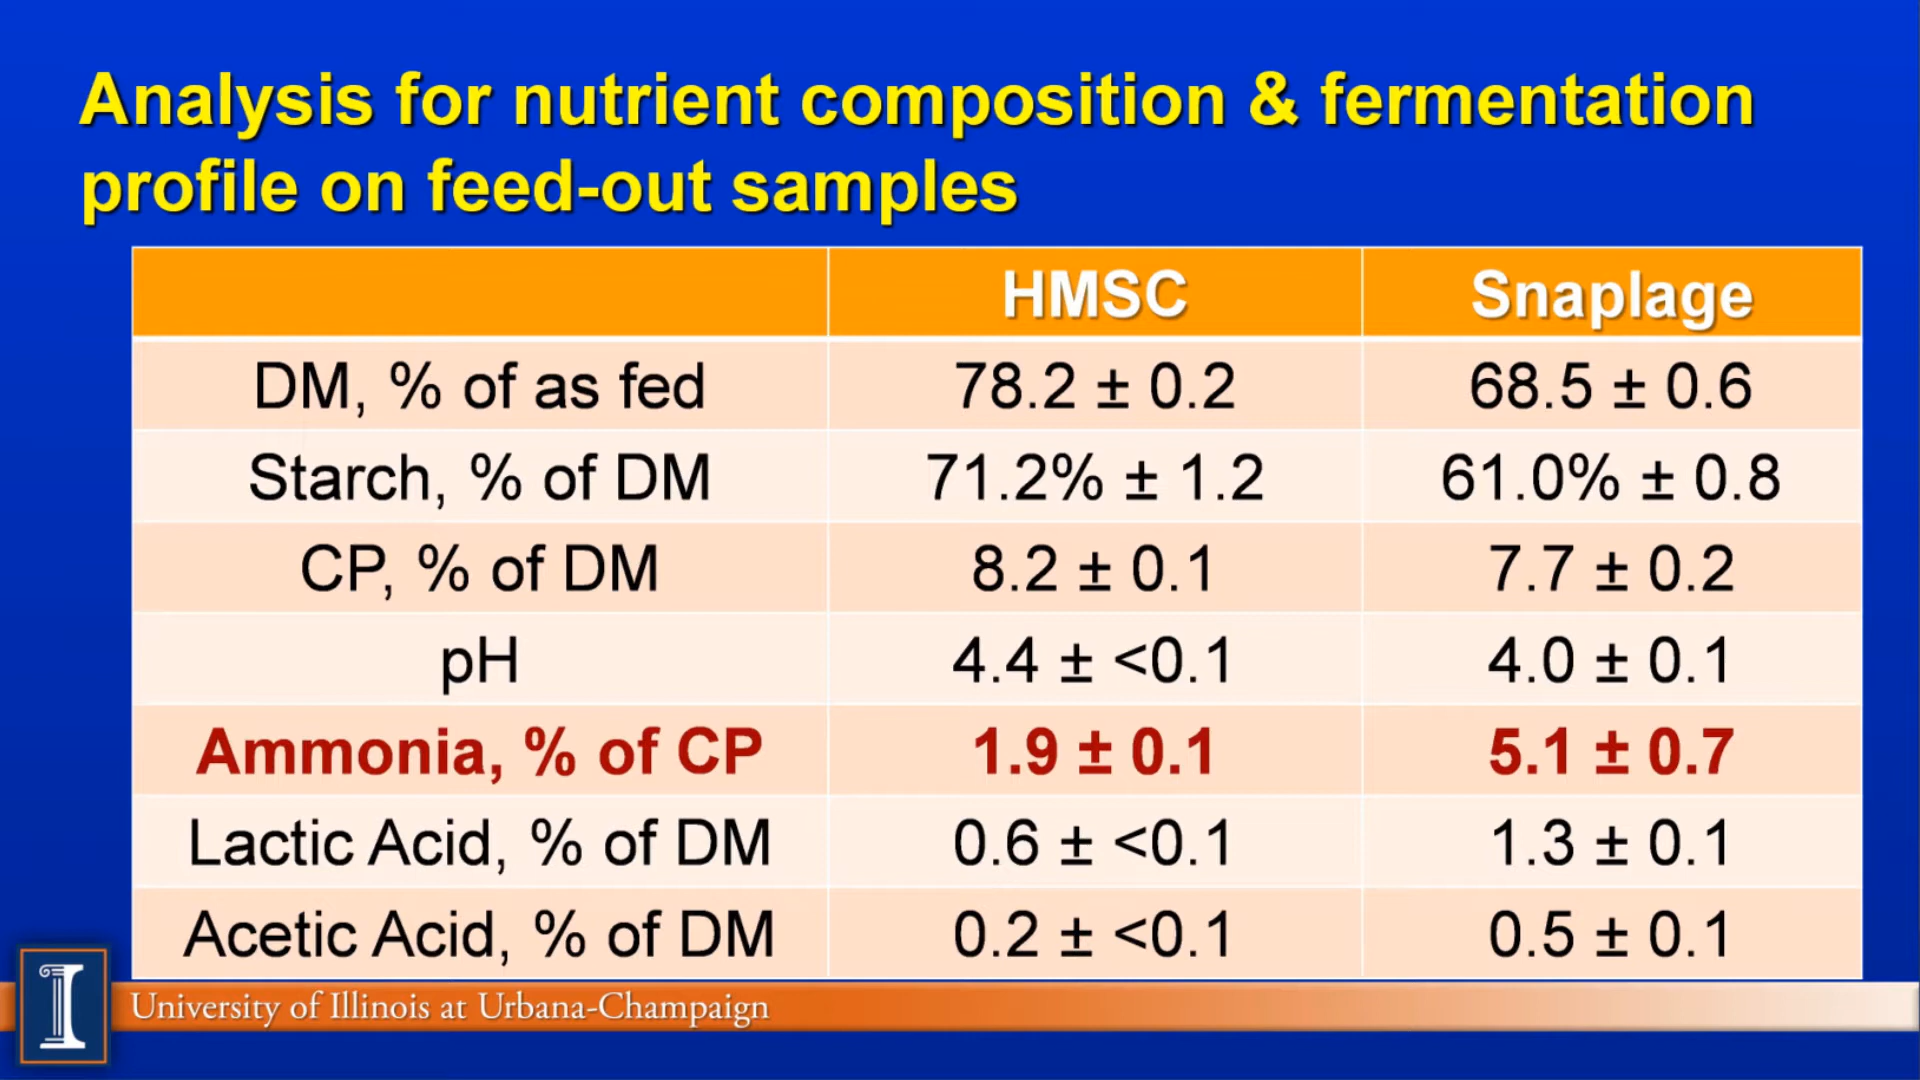 Analysis for nutrient composition & fermentation
profile on feed-out samples
HMSC Snaplage
DM, % of as fed 78.2 ± 0.2 68.5 ± 0.6
Starch, % of DM 71.2% ± 1.2 61.0% ± 0.8
CP, % of DM 8.2 ± 0.1 7.7 ± 0.2
pH 4.4 ± <0.1 4.0 ± 0.1
Ammonia, % of CP 1.9 ± 0.1 5.1 ± 0.7
Lactic Acid, % of DM 0.6 ± <0.1 1.3 ± 0.1
Acetic Acid, % of DM 0.2 ± <0.1 0.5 ± 0.1
I
University of Illinois at Urbana-Champaign